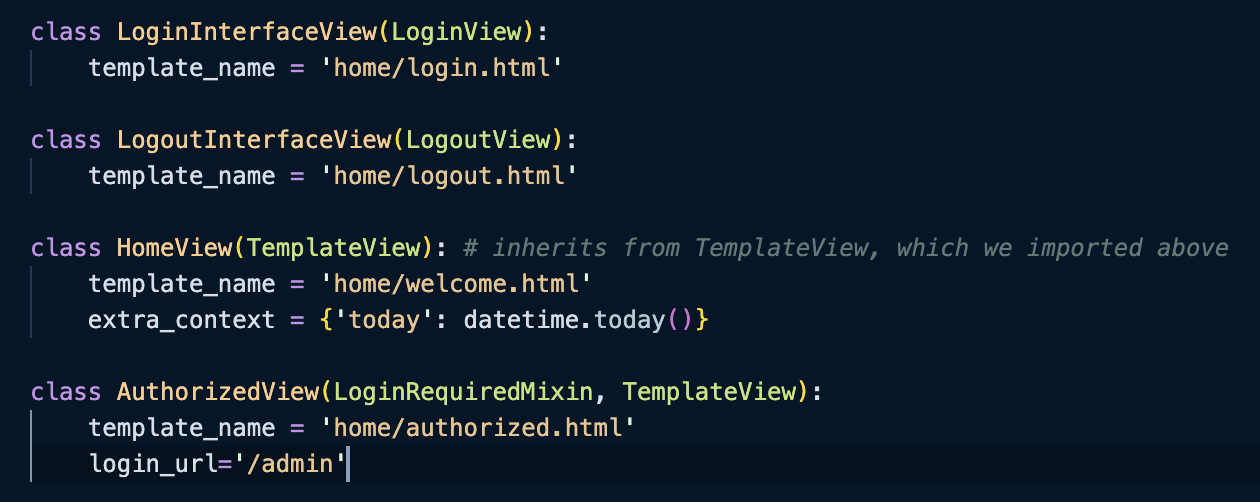 class LoginInterfaceView(LoginView):
    template_name = 'home/login.html'
class LogoutInterfaceView(LogoutView):
    template_name = 'home/logout.html'
class HomeView(TemplateView): # inherits from TemplateView, which we imported above
    template_name = 'home/welcome.html'
    extra_context = {'today': datetime.today()}
class AuthorizedView(LoginRequiredMixin, TemplateView):
    template_name = 'home/authorized.html'
    login_url='/admin'